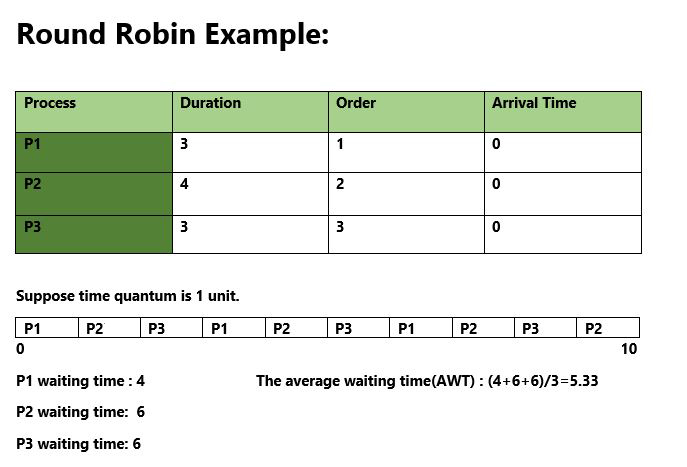 Round Robin Example:
Process Duration Order Arrival Time
P1 3 1 0
P2 4 2 0
P3 3 3 0
Suppose time quantum is 1 unit.
P1 P2 P3 P1 P2 P3 P1 P2 P3 P2
0 10
P1 waiting time : 4 The average waiting time(AWT) : (4+6+6)/3=5.33
P2 waiting time: 6
P3 waiting time: 6